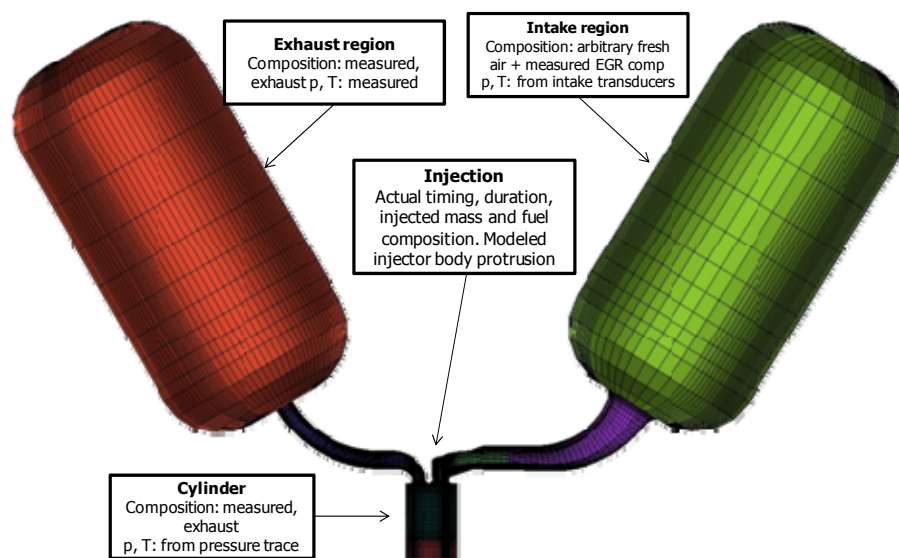 Exhaust region
Composition: measured,
exhaust p, T: measured
Intake region
Composition: arbitrary fresh
air + measured EGR comp
p, T: from intake transducers
Injection
Actual timing, duration,
injected mass and fuel
composition. Modeled
injector body protrusion
Cylinder
Composition: measured,
exhaust
p, T: from pressure trace